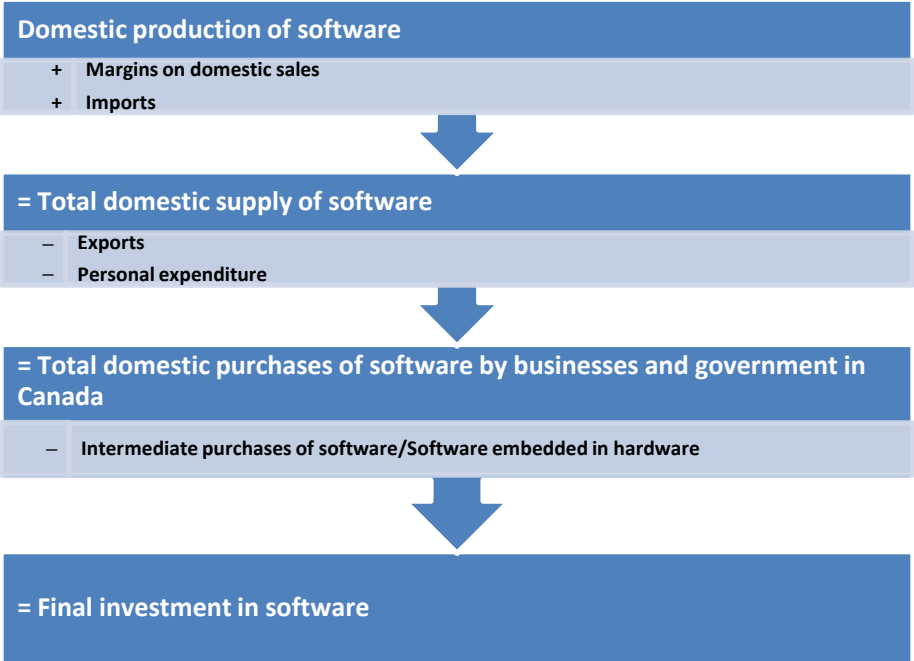 Domestic production of software
+ Margins on domestic sales
+ Imports
= Total domestic supply of software
– Exports
– Personal expenditure
= Total domestic purchases of software by businesses and government in
Canada
– Intermediate purchases of software/Software embedded in hardware
= Final investment in software